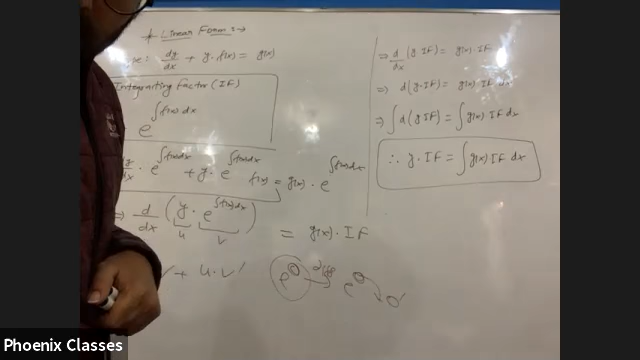 * Linear Form :→
x : dy/dx + y · f(x) = g(x)
Integrating Factor (IF)
e^∫f(x)dx
dy/dx · e^∫f(x)dx + y · e^∫f(x)dx f(x) = g(x) · e^∫f(x)dx
⇒ d/dx (y · e^∫f(x)dx) = g(x) · IF
u v
+ u · v'
⇒ d/dx (y · IF) = g(x) · IF
⇒ d(y · IF) = g(x) IF dx
⇒ ∫d(y IF) = ∫g(x) IF dx
∴ y · IF = ∫g(x) IF dx
Phoenix Classes